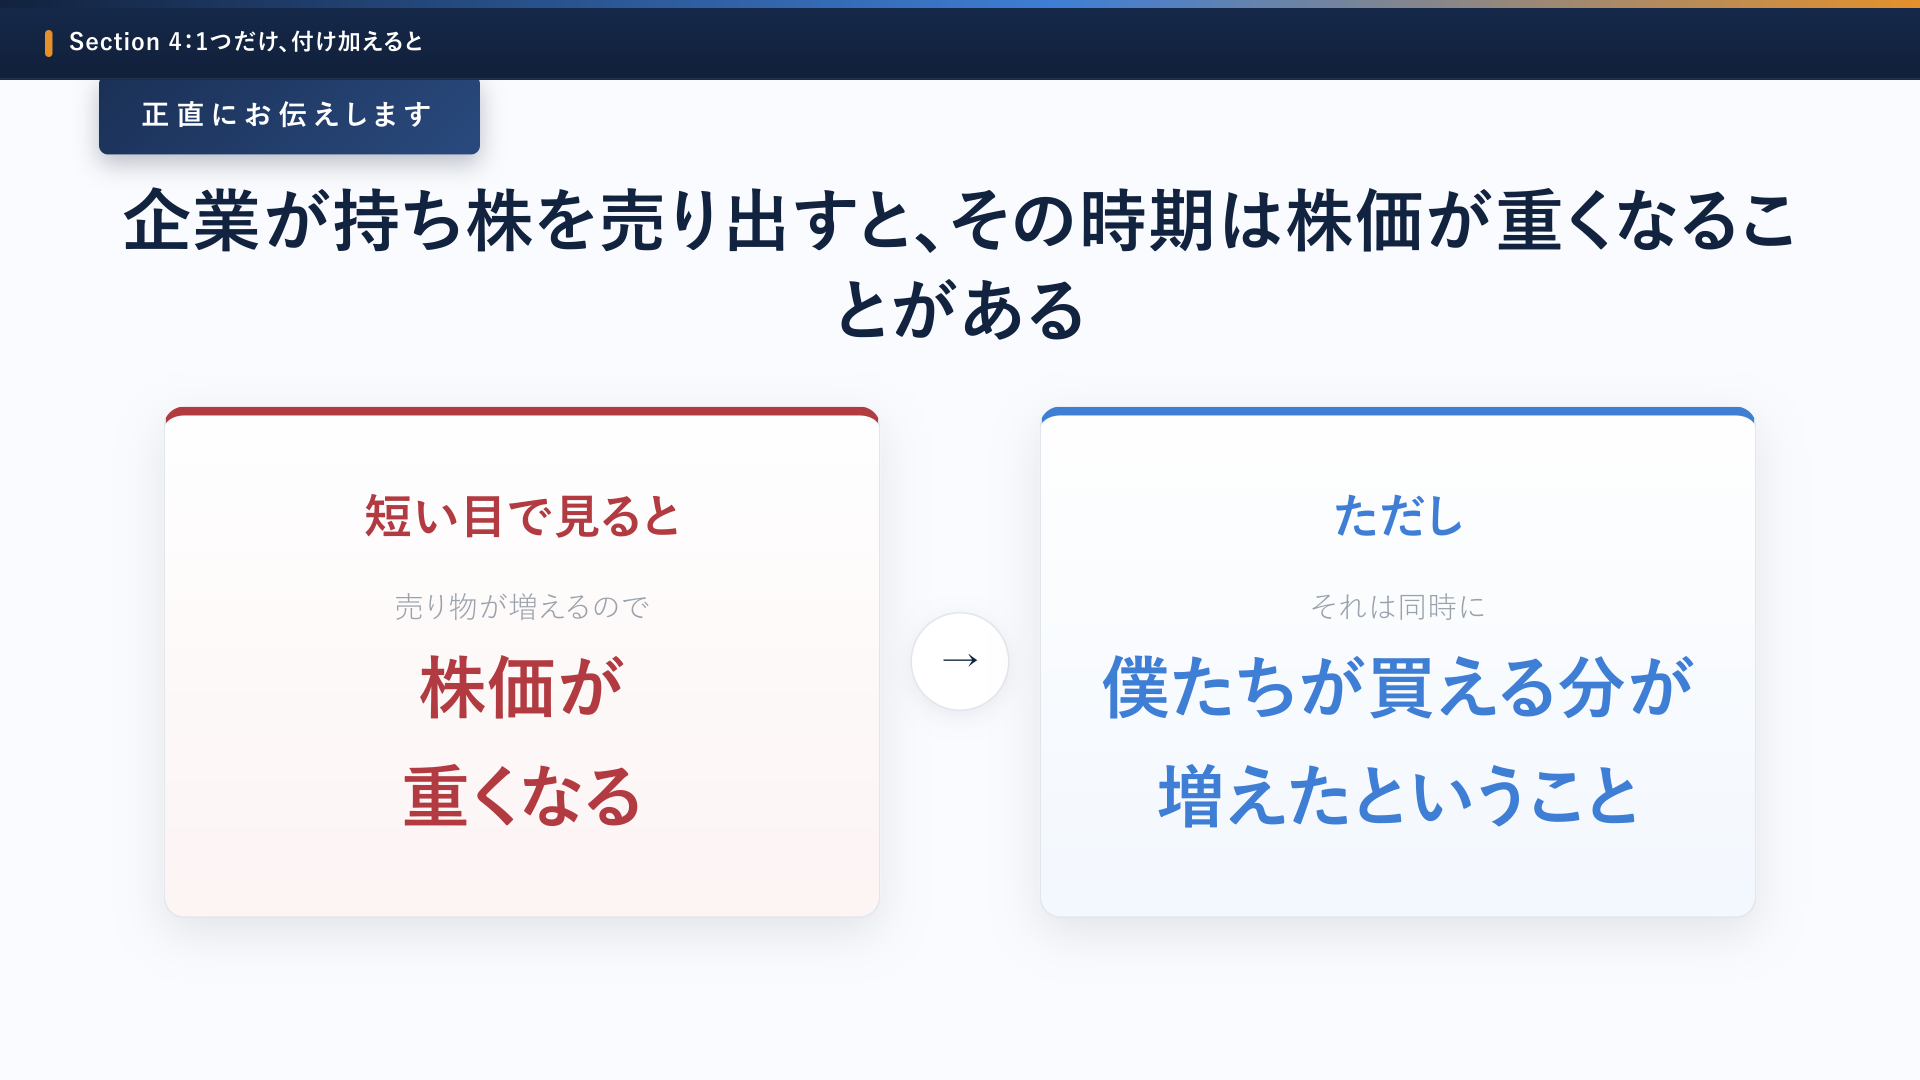 Section 4：1つだけ、付け加えると
正直にお伝えします
企業が持ち株を売り出すと、その時期は株価が重くなるこ
とがある
短い目で見ると
売り物が増えるので
株価が
重くなる
→
ただし
それは同時に
僕たちが買える分が
増えたということ